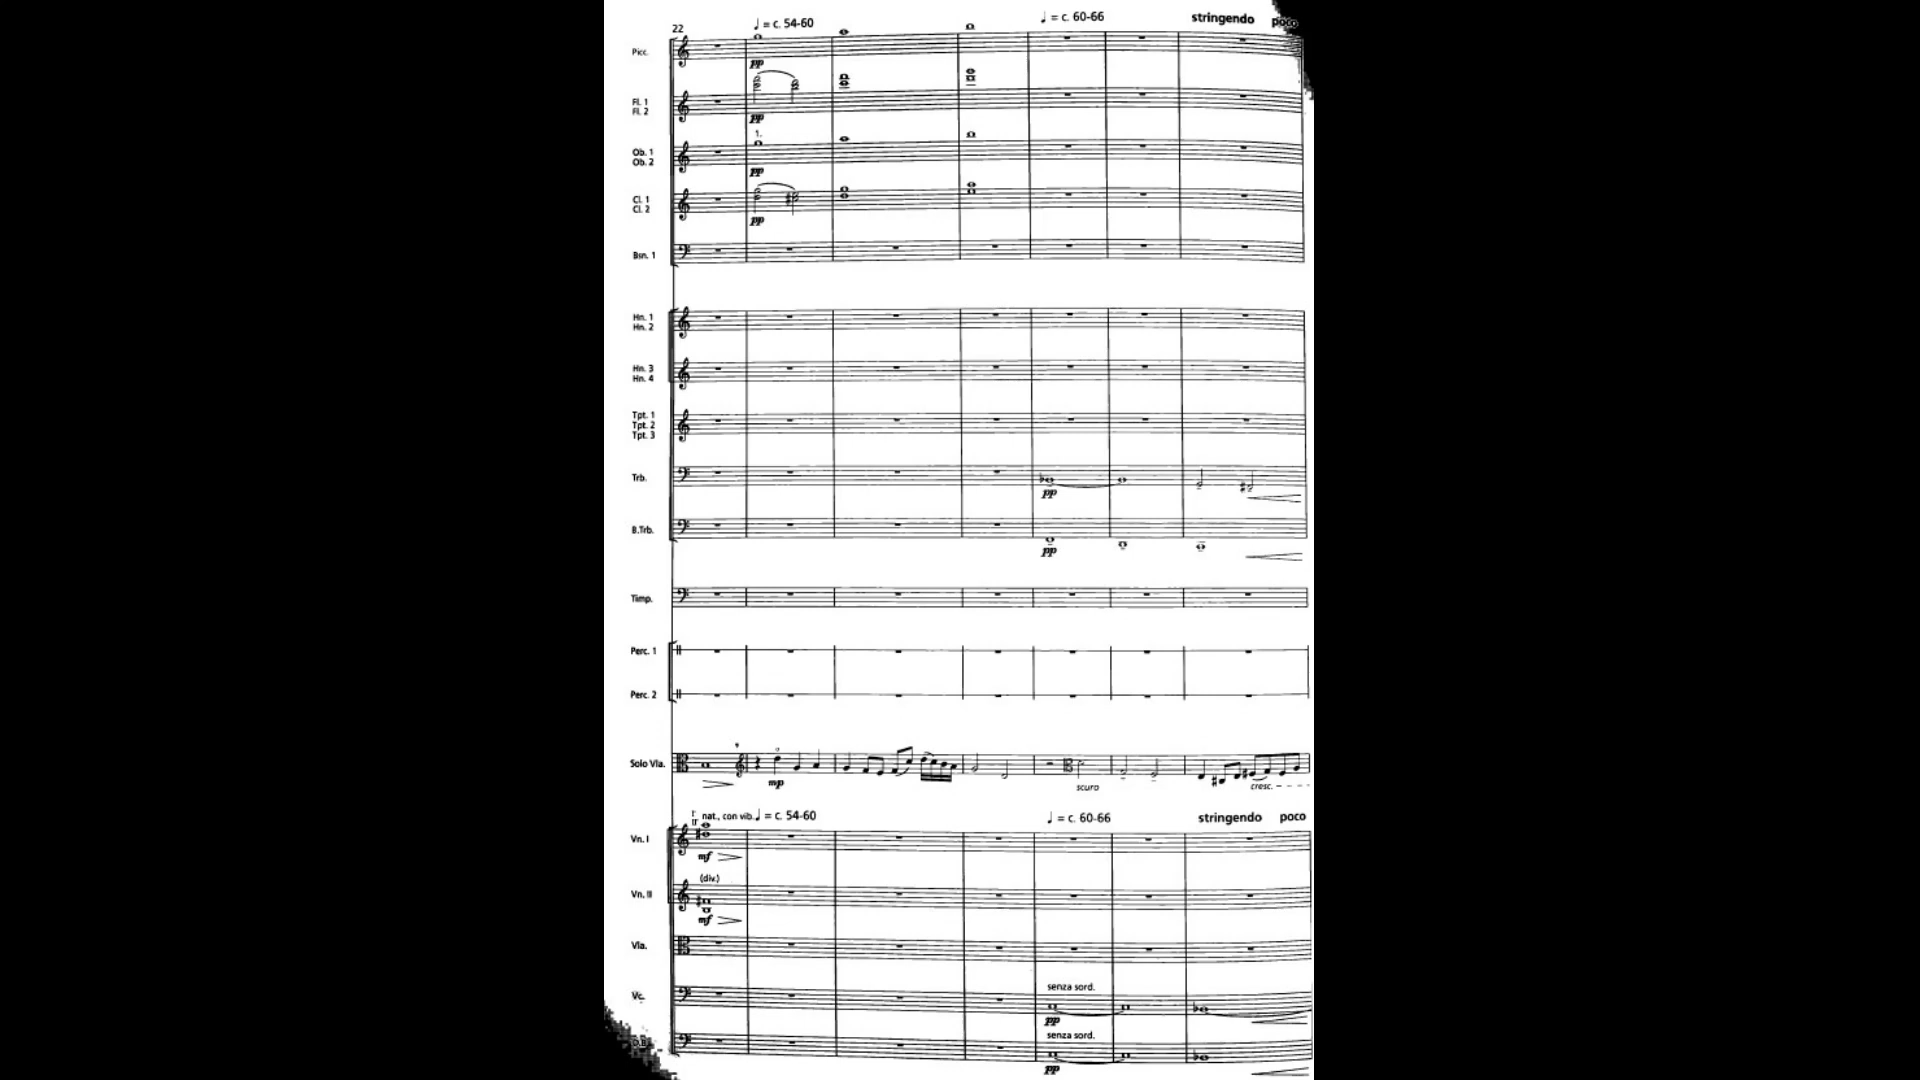 22
♩ = c. 54-60
♩ = c. 60-66
stringendo poco
Picc.
pp
Fl. 1
Fl. 2
pp
1.
Ob. 1
Ob. 2
pp
Cl. 1
Cl. 2
pp
Bsn. 1
Hn. 1
Hn. 2
Hn. 3
Hn. 4
Tpt. 1
Tpt. 2
Tpt. 3
Trb.
pp
B.Trb.
pp
Timp.
Perc. 1
Perc. 2
Solo Vla.
mp
scuro
cresc.
nat., con vib.
♩ = c. 54-60
♩ = c. 60-66
stringendo poco
Vn. I
mf
(div.)
Vn. II
mf
Vla.
senza sord.
Vc.
pp
senza sord.
D.B.
pp